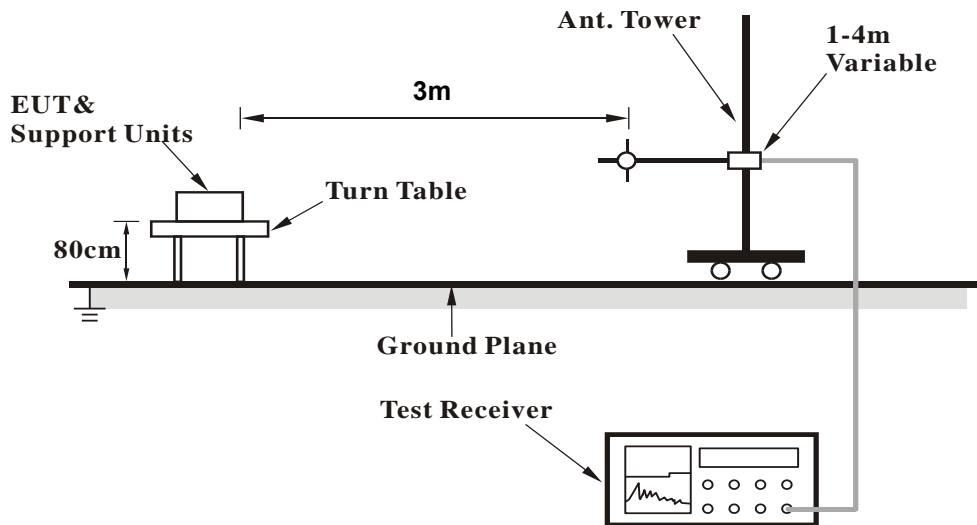 Ant. Tower
1-4m
Variable
3m
EUT&
Support Units
Turn Table
80cm
Ground Plane
Test Receiver